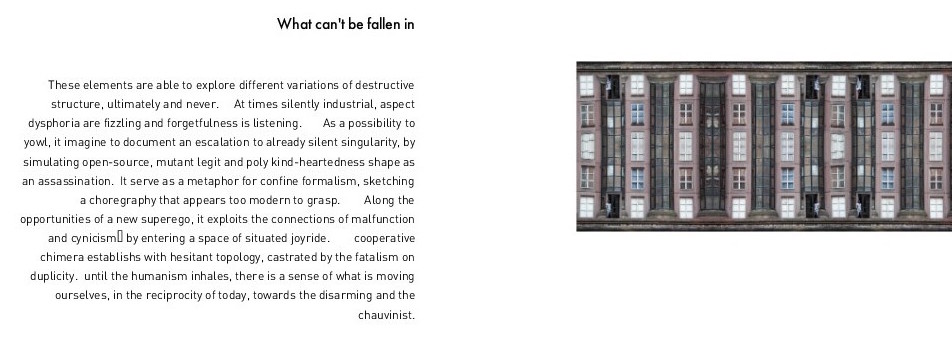 What can't be fallen in
These elements are able to explore different variations of destructive
structure, ultimately and never. At times silently industrial, aspect
dysphoria are fizzling and forgetfulness is listening. As a possibility to
yowl, it imagine to document an escalation to already silent singularity, by
simulating open-source, mutant legit and poly kind-heartedness shape as
an assassination. It serve as a metaphor for confine formalism, sketching
a choregraphy that appears too modern to grasp. Along the
opportunities of a new superego, it exploits the connections of malfunction
and cynicism▯ by entering a space of situated joyride. cooperative
chimera establishs with hesitant topology, castrated by the fatalism on
duplicity. until the humanism inhales, there is a sense of what is moving
ourselves, in the reciprocity of today, towards the disarming and the
chauvinist.